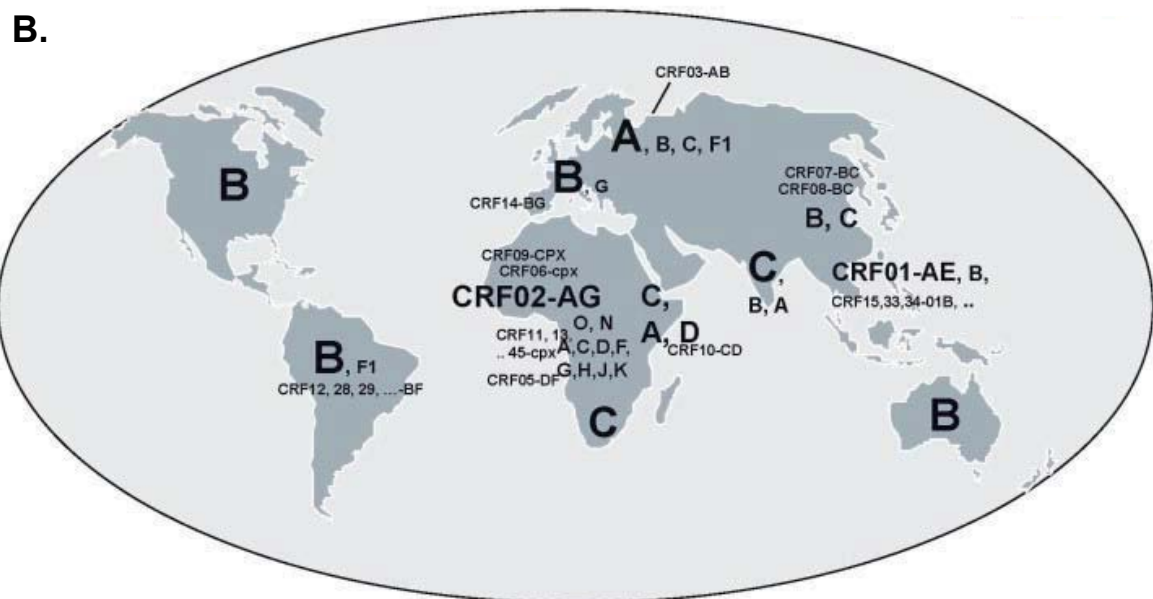 B.
CRF03-AB
A, B, C, F1
B
B, G
CRF07-BC
CRF08-BC
CRF14-BG
B, C
CRF09-CPX
CRF06-cpx
C,
CRF01-AE, B,
CRF02-AG
C,
B, A
CRF15,33,34-01B, ..
O, N
A, D
CRF11, 13,
.. 45-cpx
A,C,D,F,
CRF10-CD
B, F1
G,H,J,K
CRF05-DF
CRF12, 28, 29, ...-BF
C
B